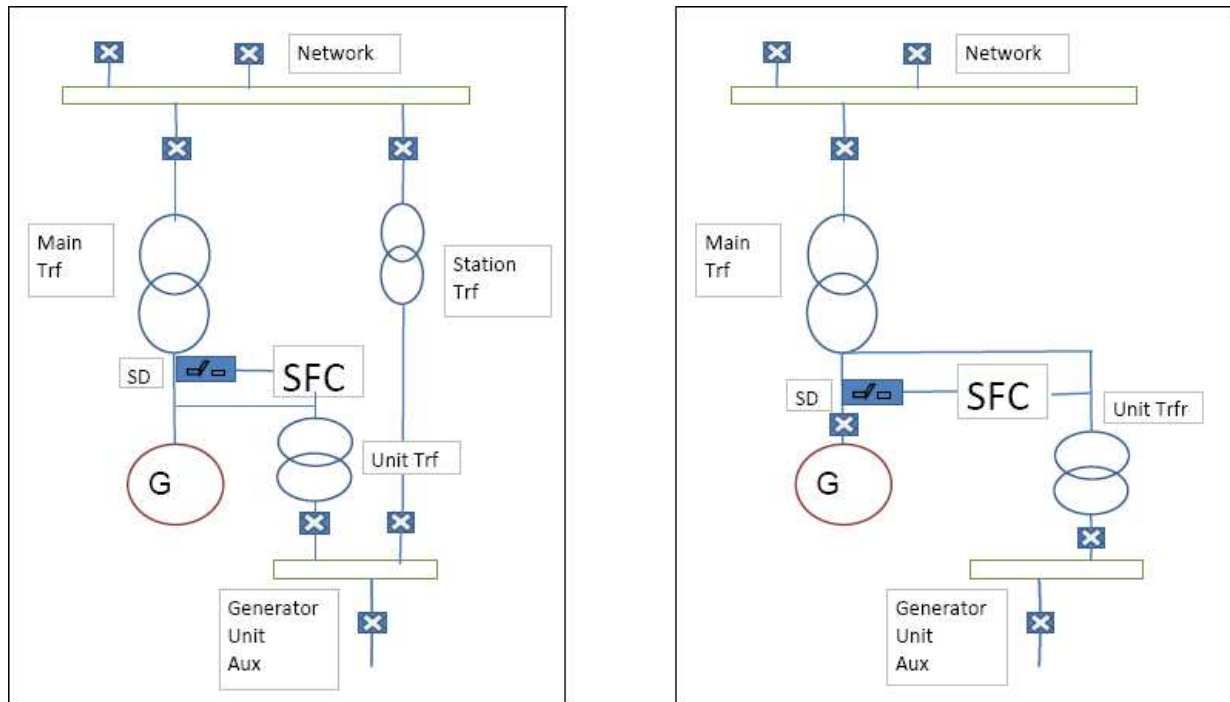 Network
Main
Trf
Station
Trf
SD
SFC
Unit Trf
G
Generator
Unit
Aux
Network
Main
Trf
SD
SFC
Unit Trfr
G
Generator
Unit
Aux